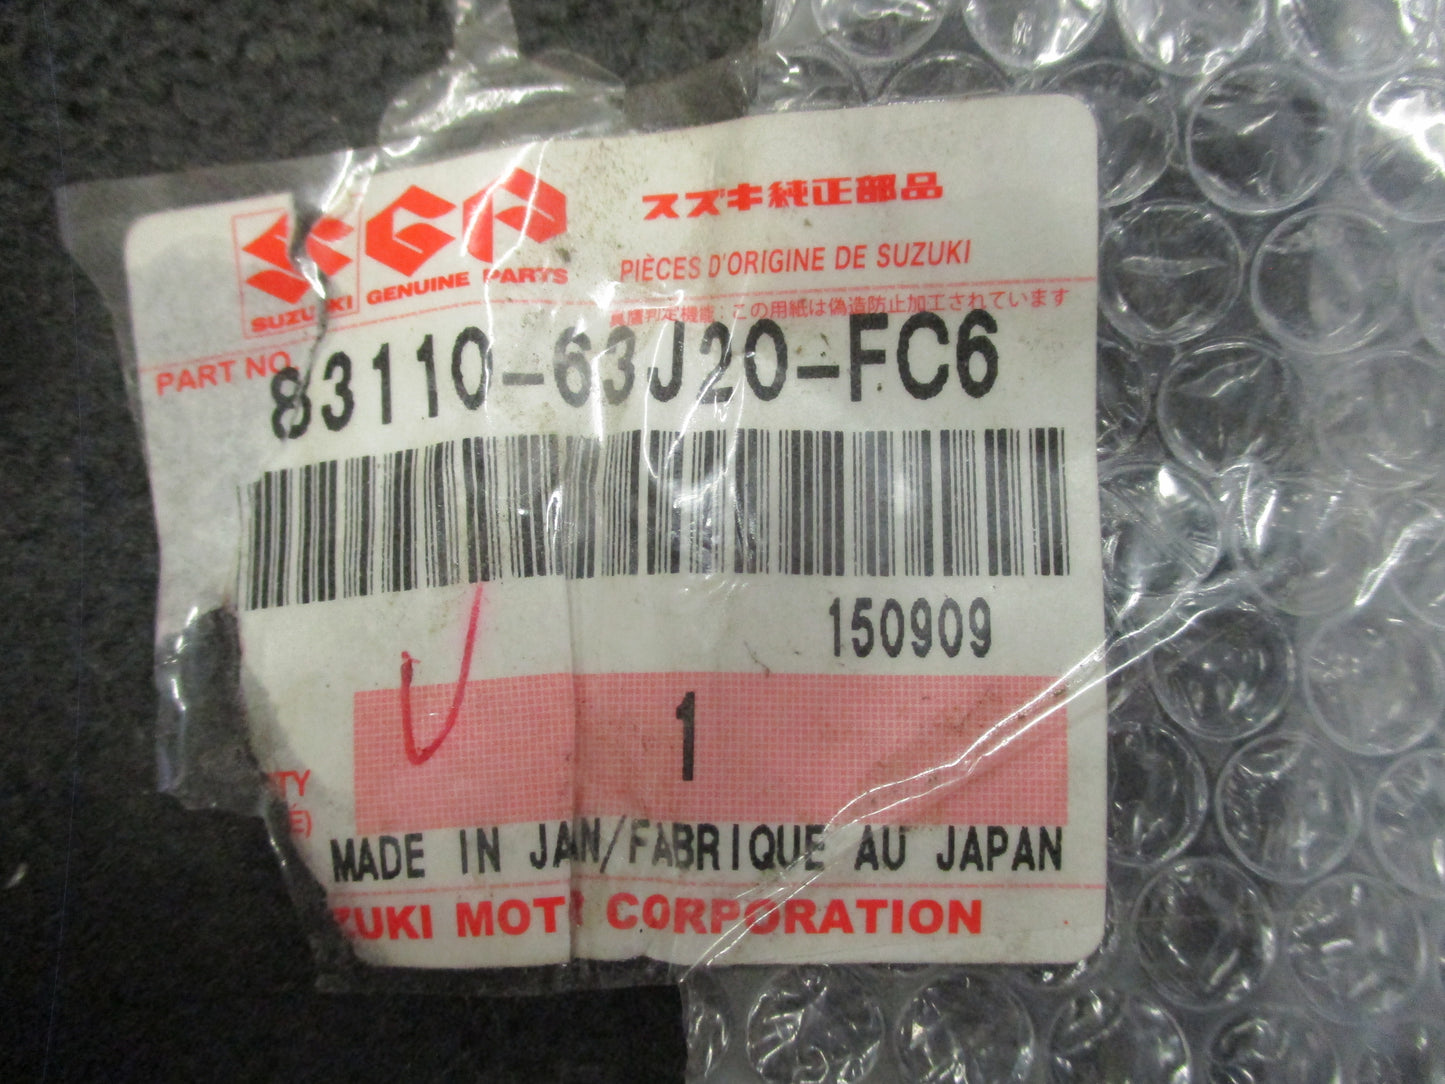 SUZUKI
GENUINE PARTS
スズキ純正部品
PIÈCES D'ORIGINE DE SUZUKI
真贋判定機能:この用紙は偽造防止加工されています
PART NO.
83110-63J20-FC6
150909
1
TY
É)
MADE IN JAN/FABRIQUE AU JAPAN
ZUKI MOT CORPORATION